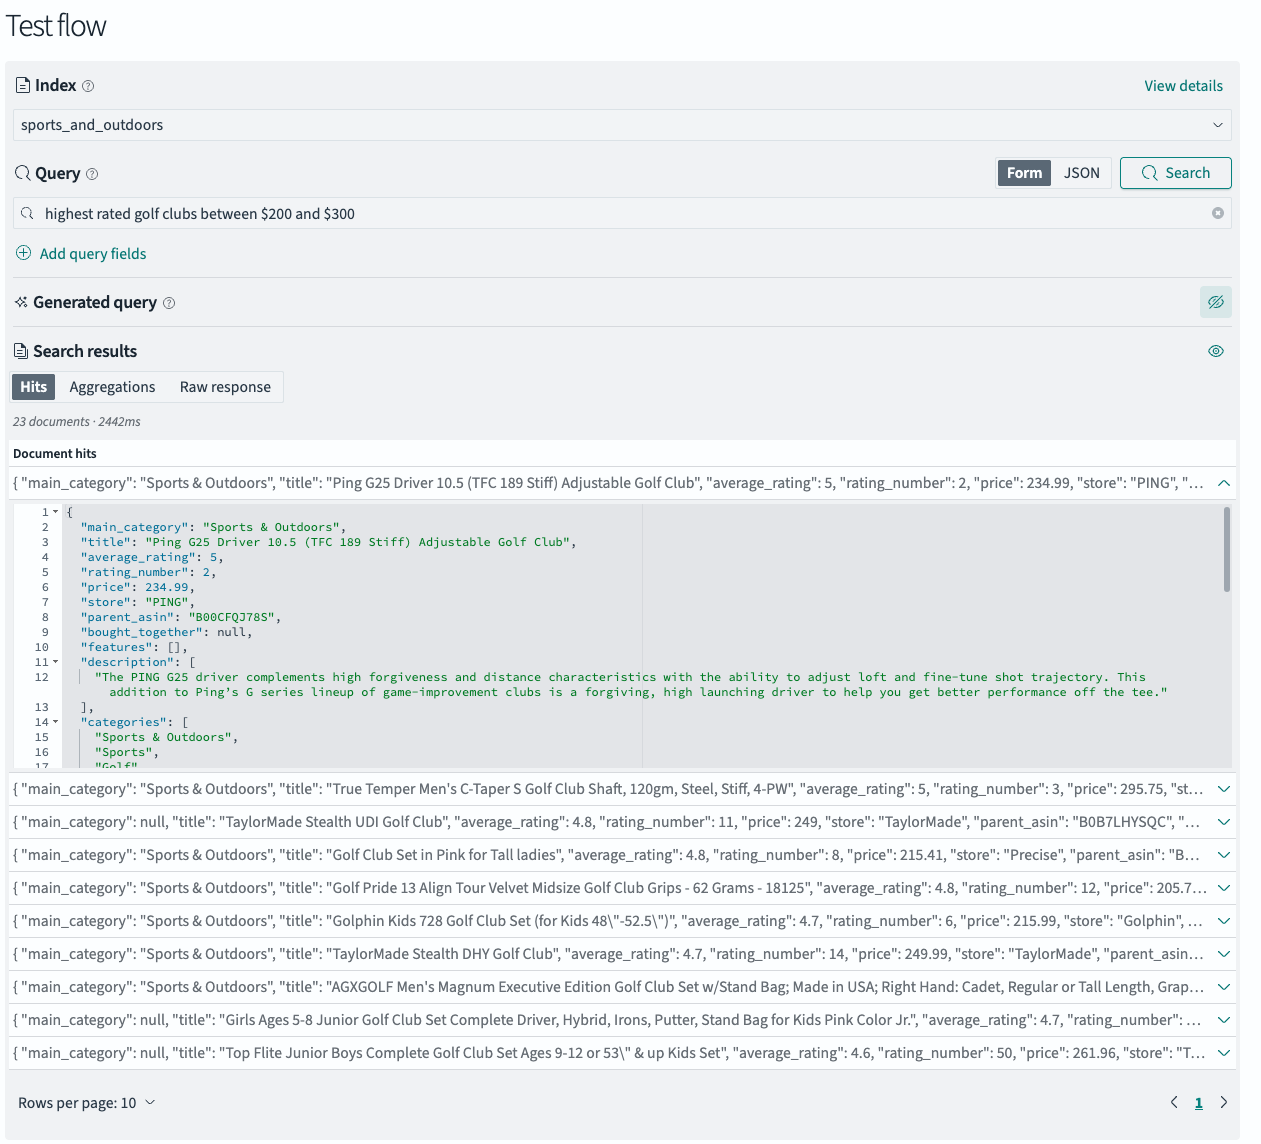 Test flow
Index
View details
sports_and_outdoors
Query
Form JSON Search
highest rated golf clubs between $200 and $300
Add query fields
Generated query
Search results
Hits Aggregations Raw response
23 documents · 2442ms
Document hits
{ "main_category": "Sports & Outdoors", "title": "Ping G25 Driver 10.5 (TFC 189 Stiff) Adjustable Golf Club", "average_rating": 5, "rating_number": 2, "price": 234.99, "store": "PING", "...
1 {
2 "main_category": "Sports & Outdoors",
3 "title": "Ping G25 Driver 10.5 (TFC 189 Stiff) Adjustable Golf Club",
4 "average_rating": 5,
5 "rating_number": 2,
6 "price": 234.99,
7 "store": "PING",
8 "parent_asin": "B00CFQJ78S",
9 "bought_together": null,
10 "features": [],
11 "description": [
12 "The PING G25 driver complements high forgiveness and distance characteristics with the ability to adjust loft and fine-tune shot trajectory. This
addition to Ping’s G series lineup of game-improvement clubs is a forgiving, high launching driver to help you get better performance off the tee."
13 ],
14 "categories": [
15 "Sports & Outdoors",
16 "Sports",
17 "Golf"
{ "main_category": "Sports & Outdoors", "title": "True Temper Men's C-Taper S Golf Club Shaft, 120gm, Steel, Stiff, 4-PW", "average_rating": 5, "rating_number": 3, "price": 295.75, "st...
{ "main_category": null, "title": "TaylorMade Stealth UDI Golf Club", "average_rating": 4.8, "rating_number": 11, "price": 249, "store": "TaylorMade", "parent_asin": "B0B7LHYSQC", "...
{ "main_category": "Sports & Outdoors", "title": "Golf Club Set in Pink for Tall ladies", "average_rating": 4.8, "rating_number": 8, "price": 215.41, "store": "Precise", "parent_asin": "B...
{ "main_category": "Sports & Outdoors", "title": "Golf Pride 13 Align Tour Velvet Midsize Golf Club Grips - 62 Grams - 18125", "average_rating": 4.8, "rating_number": 12, "price": 205.7...
{ "main_category": "Sports & Outdoors", "title": "Golphin Kids 728 Golf Club Set (for Kids 48\"-52.5\")", "average_rating": 4.7, "rating_number": 6, "price": 215.99, "store": "Golphin", ...
{ "main_category": "Sports & Outdoors", "title": "TaylorMade Stealth DHY Golf Club", "average_rating": 4.7, "rating_number": 14, "price": 249.99, "store": "TaylorMade", "parent_asin...
{ "main_category": "Sports & Outdoors", "title": "AGXGOLF Men's Magnum Executive Edition Golf Club Set w/Stand Bag; Made in USA; Right Hand: Cadet, Regular or Tall Length, Grap...
{ "main_category": null, "title": "Girls Ages 5-8 Junior Golf Club Set Complete Driver, Hybrid, Irons, Putter, Stand Bag for Kids Pink Color Jr.", "average_rating": 4.7, "rating_number": ...
{ "main_category": null, "title": "Top Flite Junior Boys Complete Golf Club Set Ages 9-12 or 53\" & up Kids Set", "average_rating": 4.6, "rating_number": 50, "price": 261.96, "store": "T...
Rows per page: 10
1